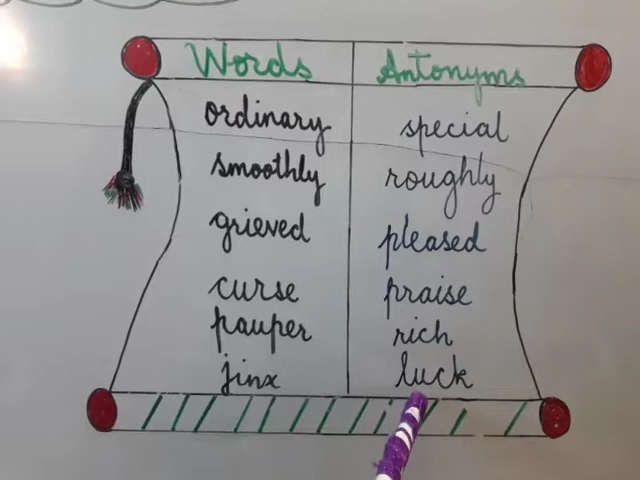 Words Antonyms
ordinary special
smoothly roughly
grieved pleased
curse praise
pauper rich
jinx luck